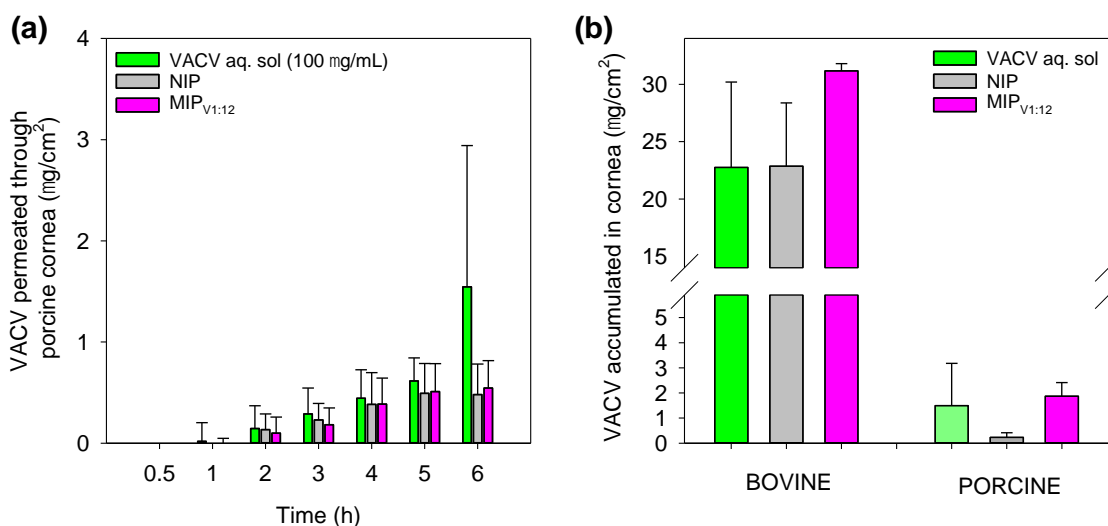 (a)
4
3
2
1
0
VACV permeated through
porcine cornea (mg/cm2)
VACV aq. sol (100 mg/mL)
NIP
MIPV1:12
0.5 1 2 3 4 5 6
Time (h)
(b)
30
25
20
15
5
4
3
2
1
0
VACV accumulated in cornea (mg/cm2)
VACV aq. sol
NIP
MIPV1:12
BOVINE PORCINE